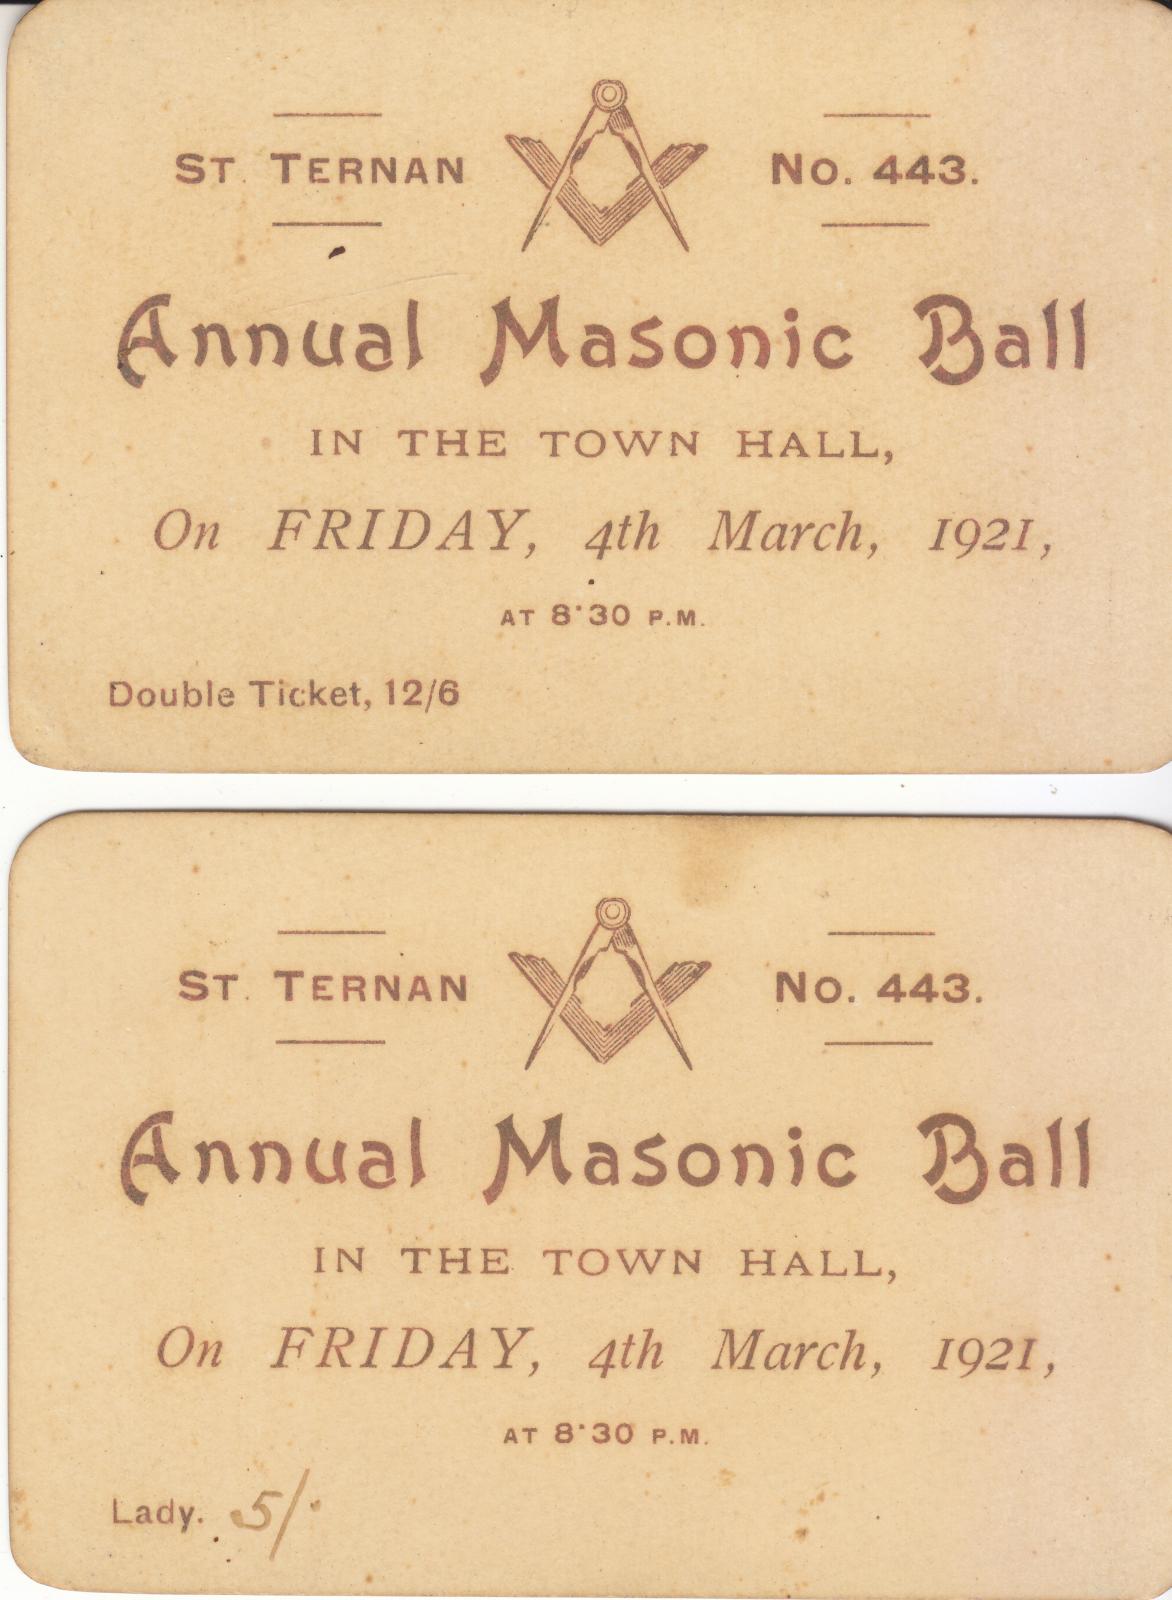 ST. TERNAN No. 443.
Annual Masonic Ball
IN THE TOWN HALL,
On FRIDAY, 4th March, 1921,
AT 8·30 P.M.
Double Ticket, 12/6
ST. TERNAN No. 443.
Annual Masonic Ball
IN THE TOWN HALL,
On FRIDAY, 4th March, 1921,
AT 8·30 P.M.
Lady. 5/-